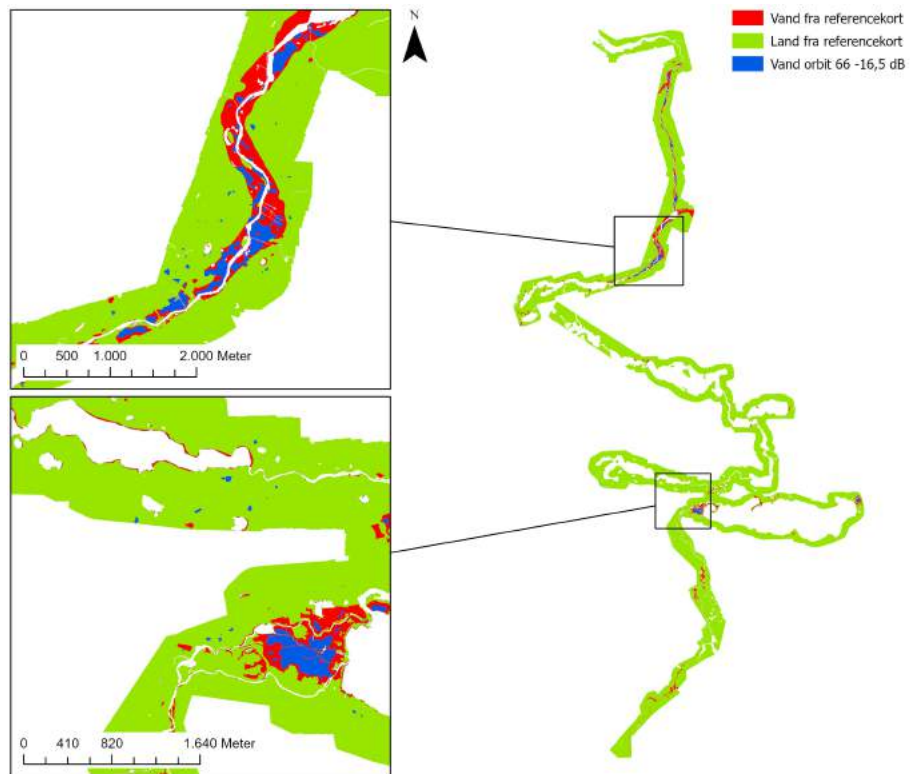 N
Vand fra referencekort
Land fra referencekort
Vand orbit 66 -16,5 dB
0 500 1.000 2.000 Meter
0 410 820 1.640 Meter